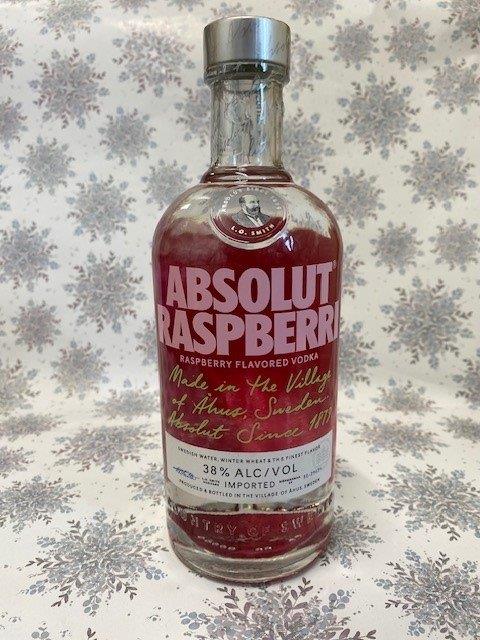 L.O. SMITH
ABSOLUT
RASPBERRI
RASPBERRY FLAVORED VODKA
Made in the Village
of Åhus, Sweden.
Absolut Since 1879
SWEDISH WATER, WINTER WHEAT & THE FINEST FLAVOR
38% ALC/VOL
IMPORTED
PRODUCED & BOTTLED IN THE VILLAGE OF ÅHUS, SWEDEN
COUNTRY OF SWE